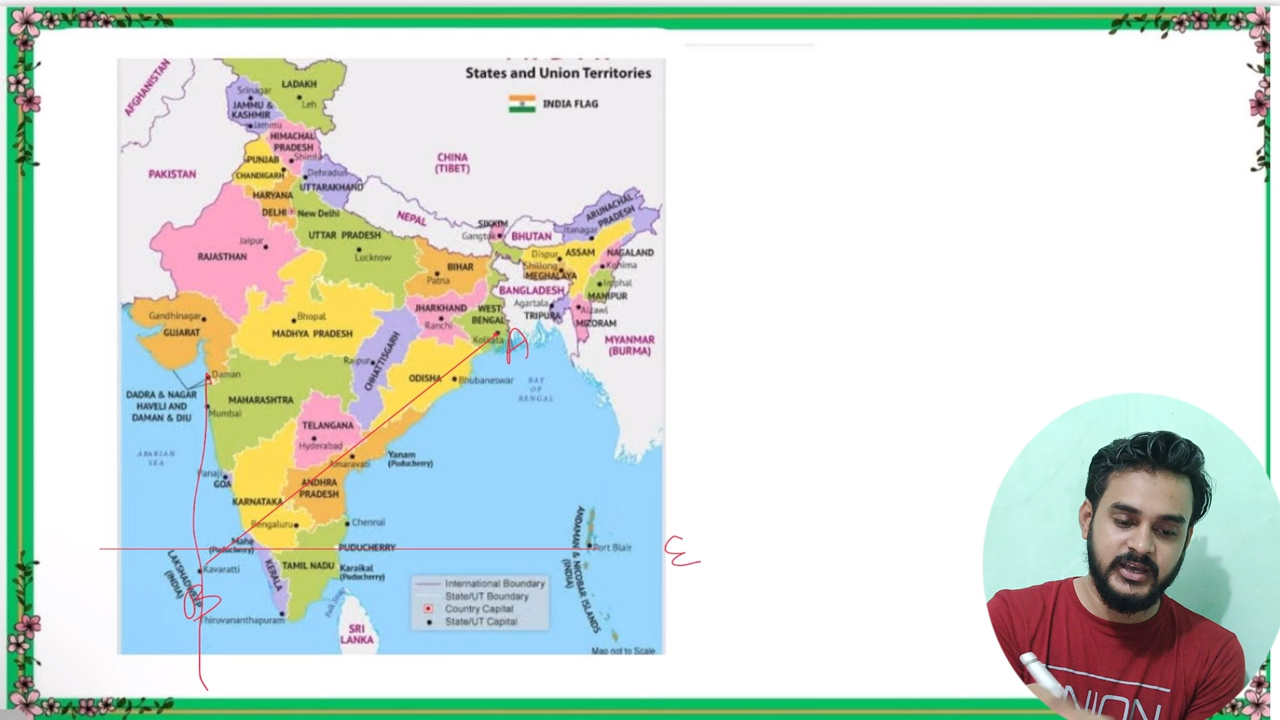 States and Union Territories
INDIA FLAG
AFGHANISTAN
LADAKH
Srinagar
Leh
JAMMU &
KASHMIR
Jammu
HIMACHAL
PRADESH
Shimla
CHINA
(TIBET)
PUNJAB
CHANDIGARH
Dehradun
UTTARAKHAND
PAKISTAN
HARYANA
DELHI
New Delhi
NEPAL
ARUNACHAL
PRADESH
SIKKIM
Gangtok
BHUTAN
Itanagar
UTTAR PRADESH
Lucknow
Jaipur
RAJASTHAN
BIHAR
Patna
Dispur
ASSAM
NAGALAND
Kohima
Shillong
MEGHALAYA
Imphal
MANIPUR
BANGLADESH
Agartala
TRIPURA
Aizawl
MIZORAM
MYANMAR
(BURMA)
JHARKHAND
Ranchi
WEST
BENGAL
Kolkata
A
Gandhinagar
GUJARAT
Bhopal
MADHYA PRADESH
Raipur
CHHATTISGARH
ODISHA
Bhubaneswar
BAY
OF
BENGAL
Daman
DADRA & NAGAR
HAVELI AND
DAMAN & DIU
Mumbai
MAHARASHTRA
TELANGANA
Hyderabad
ARABIAN
SEA
Amaravati
Yanam
(Puducherry)
Panaji
GOA
ANDHRA
PRADESH
KARNATAKA
Bengaluru
Chennai
Mahe
(Puducherry)
PUDUCHERRY
ANDAMAN & NICOBAR ISLANDS
(INDIA)
Port Blair
E
LAKSHADWEEP
(INDIA)
Kavaratti
KERALA
TAMIL NADU
Karaikal
(Puducherry)
B
Thiruvananthapuram
SRI
LANKA
International Boundary
State/UT Boundary
Country Capital
State/UT Capital
Map not to Scale
UNION